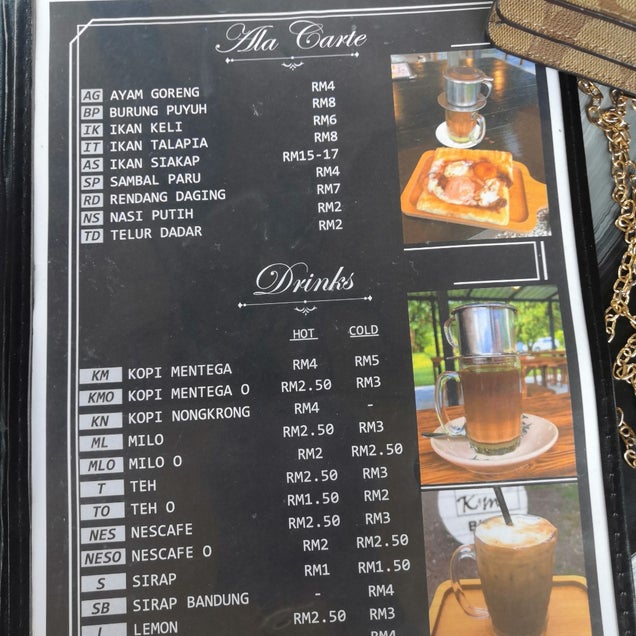 Ala Carte
AG AYAM GORENG RM4
BP BURUNG PUYUH RM8
IK IKAN KELI RM6
IT IKAN TALAPIA RM8
AS IKAN SIAKAP RM15-17
SP SAMBAL PARU RM4
RD RENDANG DAGING RM7
NS NASI PUTIH RM2
TD TELUR DADAR RM2
Drinks
HOT COLD
KM KOPI MENTEGA RM4 RM5
KMO KOPI MENTEGA O RM2.50 RM3
KN KOPI NONGKRONG RM4 -
ML MILO RM2.50 RM3
MLO MILO O RM2 RM2.50
T TEH RM2.50 RM3
TO TEH O RM1.50 RM2
NES NESCAFE RM2.50 RM3
NESO NESCAFE O RM2 RM2.50
S SIRAP RM1 RM1.50
SB SIRAP BANDUNG - RM4
L LEMON RM2.50 RM3
RM4